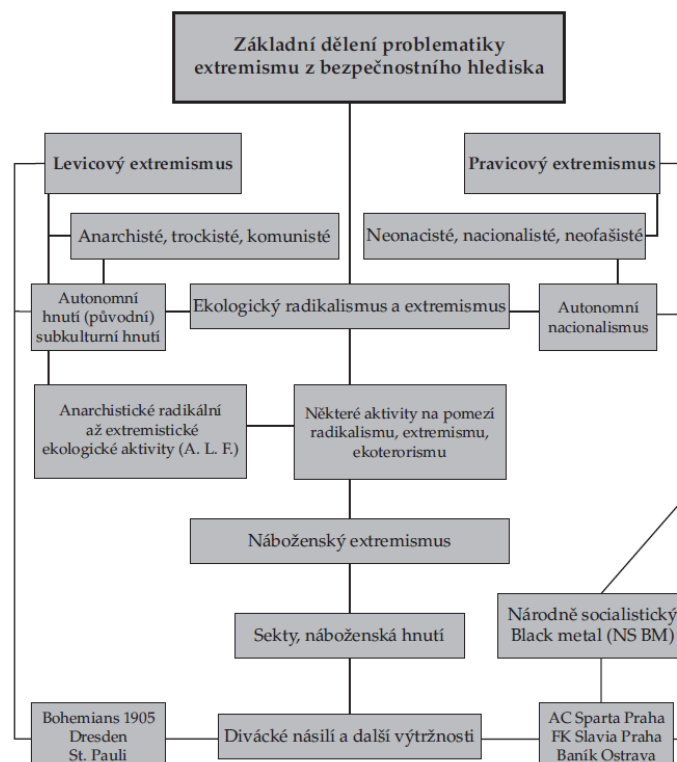 Základní dělení problematiky
extremismu z bezpečnostního hlediska
Levicový extremismus
Pravicový extremismus
Anarchisté, trockisté, komunisté
Neonacisté, nacionalisté, neofašisté
Autonomní
hnutí (původní)
subkulturní hnutí
Ekologický radikalismus a extremismus
Autonomní
nacionalismus
Anarchistické radikální
až extremistické
ekologické aktivity (A. L. F.)
Některé aktivity na pomezí
radikalismu, extremismu,
ekoterorismu
Náboženský extremismus
Sekty, náboženská hnutí
Národně socialistický
Black metal (NS BM)
Bohemians 1905
Dresden
St. Pauli
Divácké násilí a další výtržnosti
AC Sparta Praha
FK Slavia Praha
Baník Ostrava